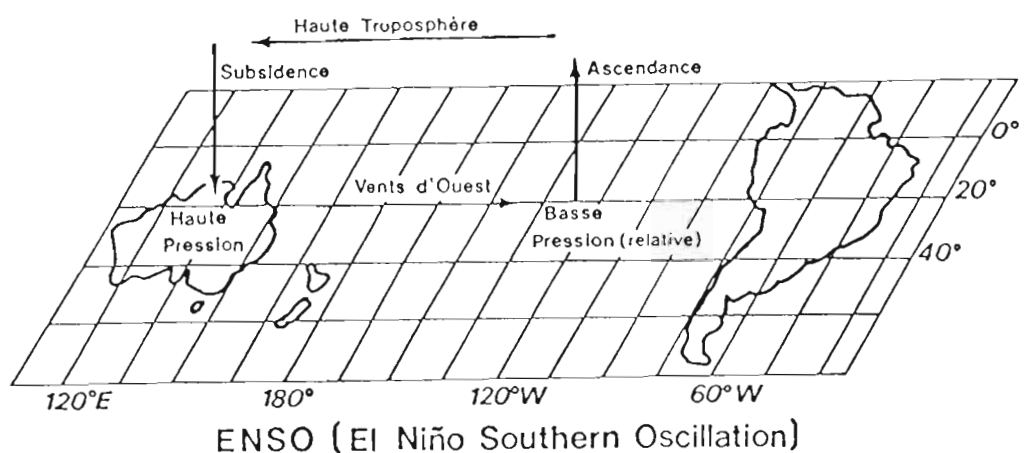 Haute Troposphère
Subsidence
Ascendance
0°
Vents d'Ouest
20°
Haute
Pression
Basse
Pression (relative)
40°
120°E
180°
120°W
60°W
ENSO (El Niño Southern Oscillation)